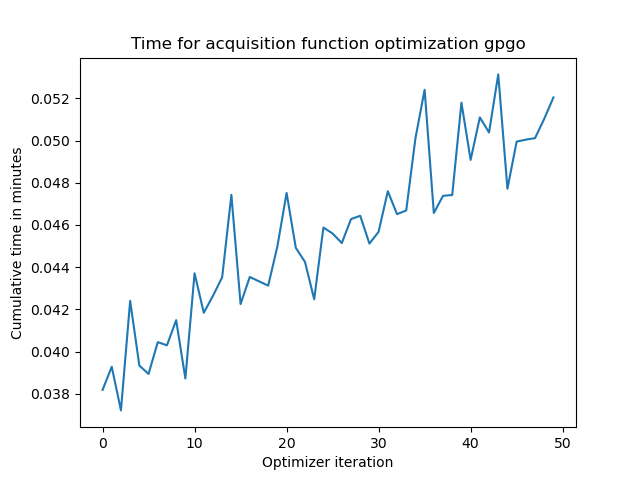 Time for acquisition function optimization gpgo
Cumulative time in minutes
0.052
0.050
0.048
0.046
0.044
0.042
0.040
0.038
0 10 20 30 40 50
Optimizer iteration